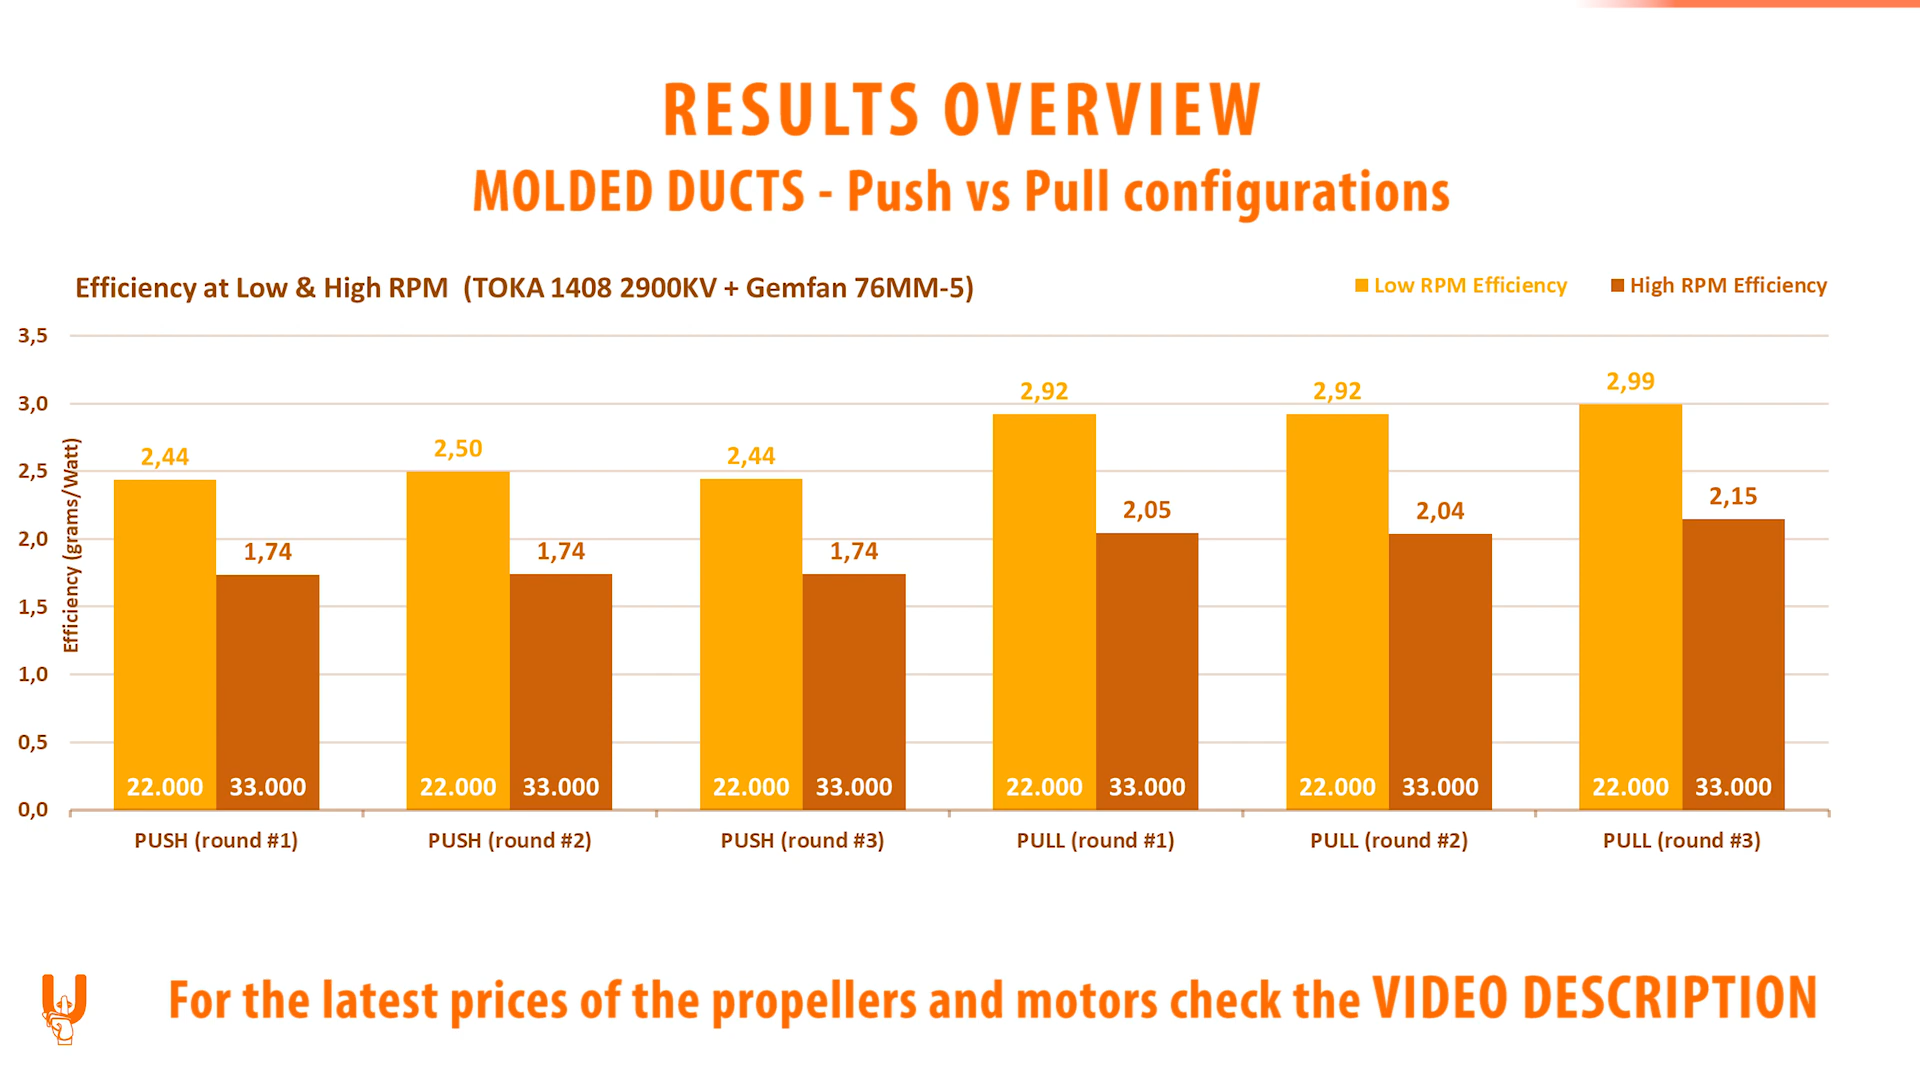 RESULTS OVERVIEW
MOLDED DUCTS - Push vs Pull configurations
Efficiency at Low & High RPM (TOKA 1408 2900KV + Gemfan 76MM-5)
Low RPM Efficiency
High RPM Efficiency
Efficiency (grams/Watt)
3,5
3,0
2,5
2,0
1,5
1,0
0,5
0,0
2,44
1,74
2,50
1,74
2,44
1,74
2,92
2,05
2,92
2,04
2,99
2,15
22.000
33.000
22.000
33.000
22.000
33.000
22.000
33.000
22.000
33.000
22.000
33.000
PUSH (round #1)
PUSH (round #2)
PUSH (round #3)
PULL (round #1)
PULL (round #2)
PULL (round #3)
For the latest prices of the propellers and motors check the VIDEO DESCRIPTION